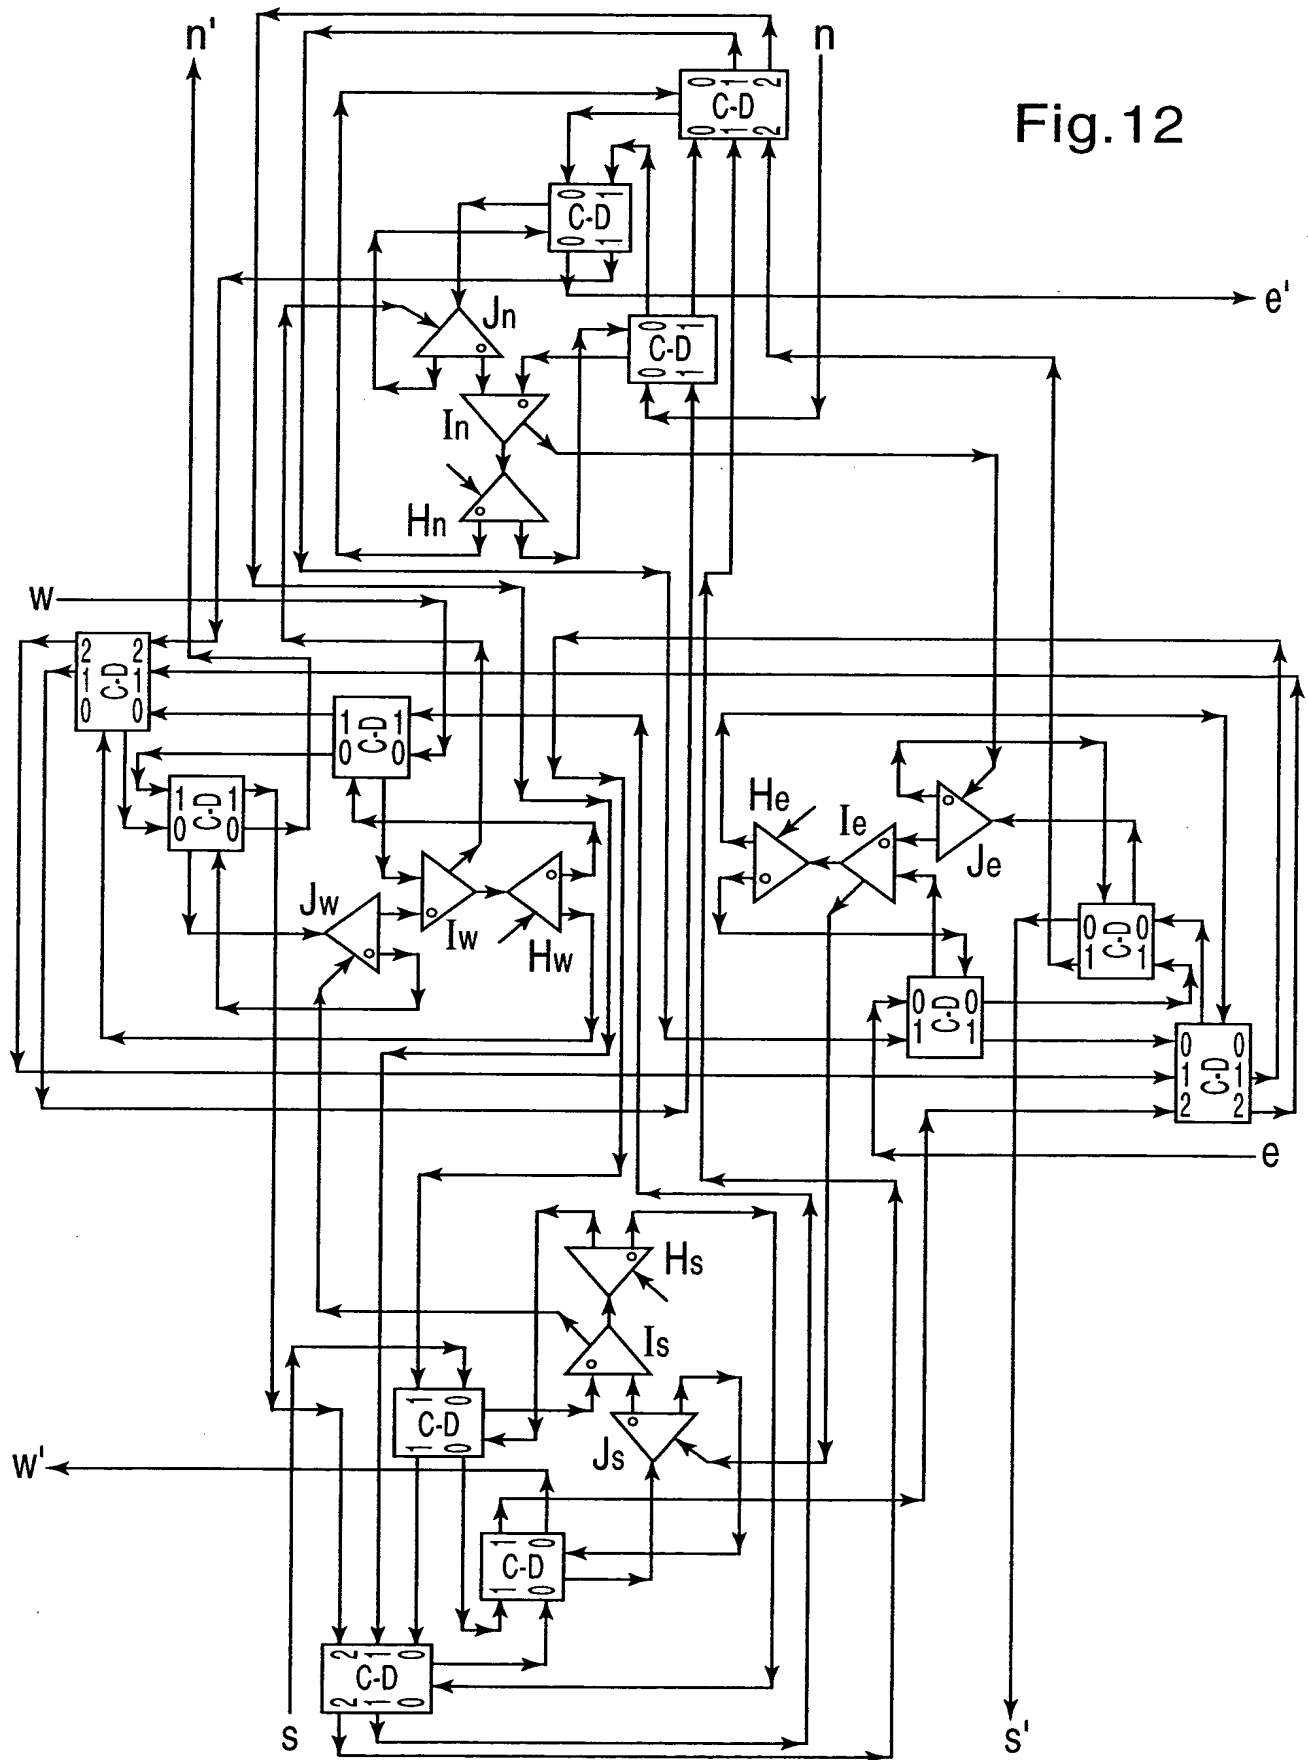 n'
n
Fig.12
0 1 2
C-D
0 1 2
0 1
C-D
0 1
e'
Jn
0 1
C-D
0 1
In
Hn
w
2 2
1 C-D 1
0 0
1 C-D 1
0 0
1 C-D 1
0 0
Jw
Iw
Hw
He
Ie
Je
0 C-D 0
1 1
0 C-D 0
1 1
0 0
1 C-D 1
2 2
e
Hs
Is
1 0
C-D
1 0
Js
w'
1 0
C-D
1 0
2 1 0
C-D
2 1 0
s
s'